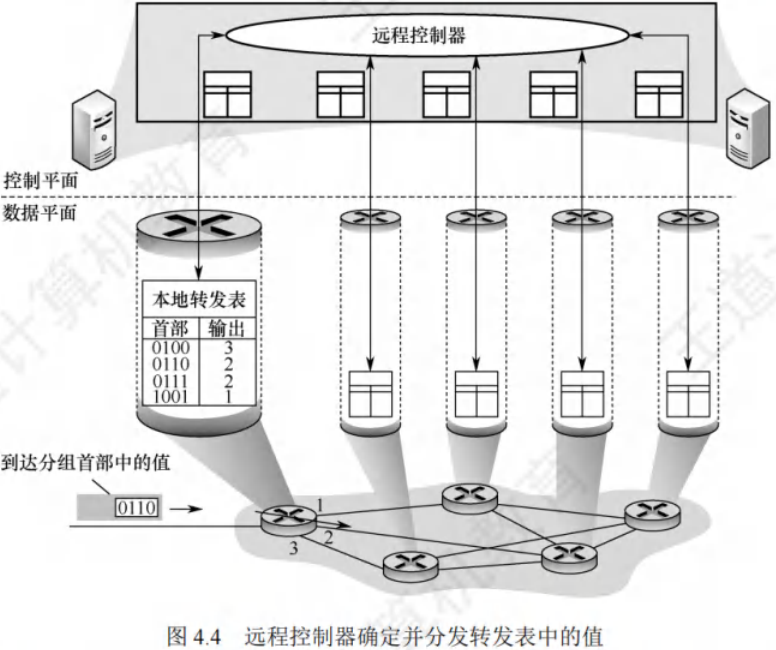 远程控制器
控制平面
数据平面
本地转发表
首部 输出
0100 3
0110 2
0111 2
1001 1
到达分组首部中的值
0110
1
2
3
图 4.4 远程控制器确定并分发转发表中的值